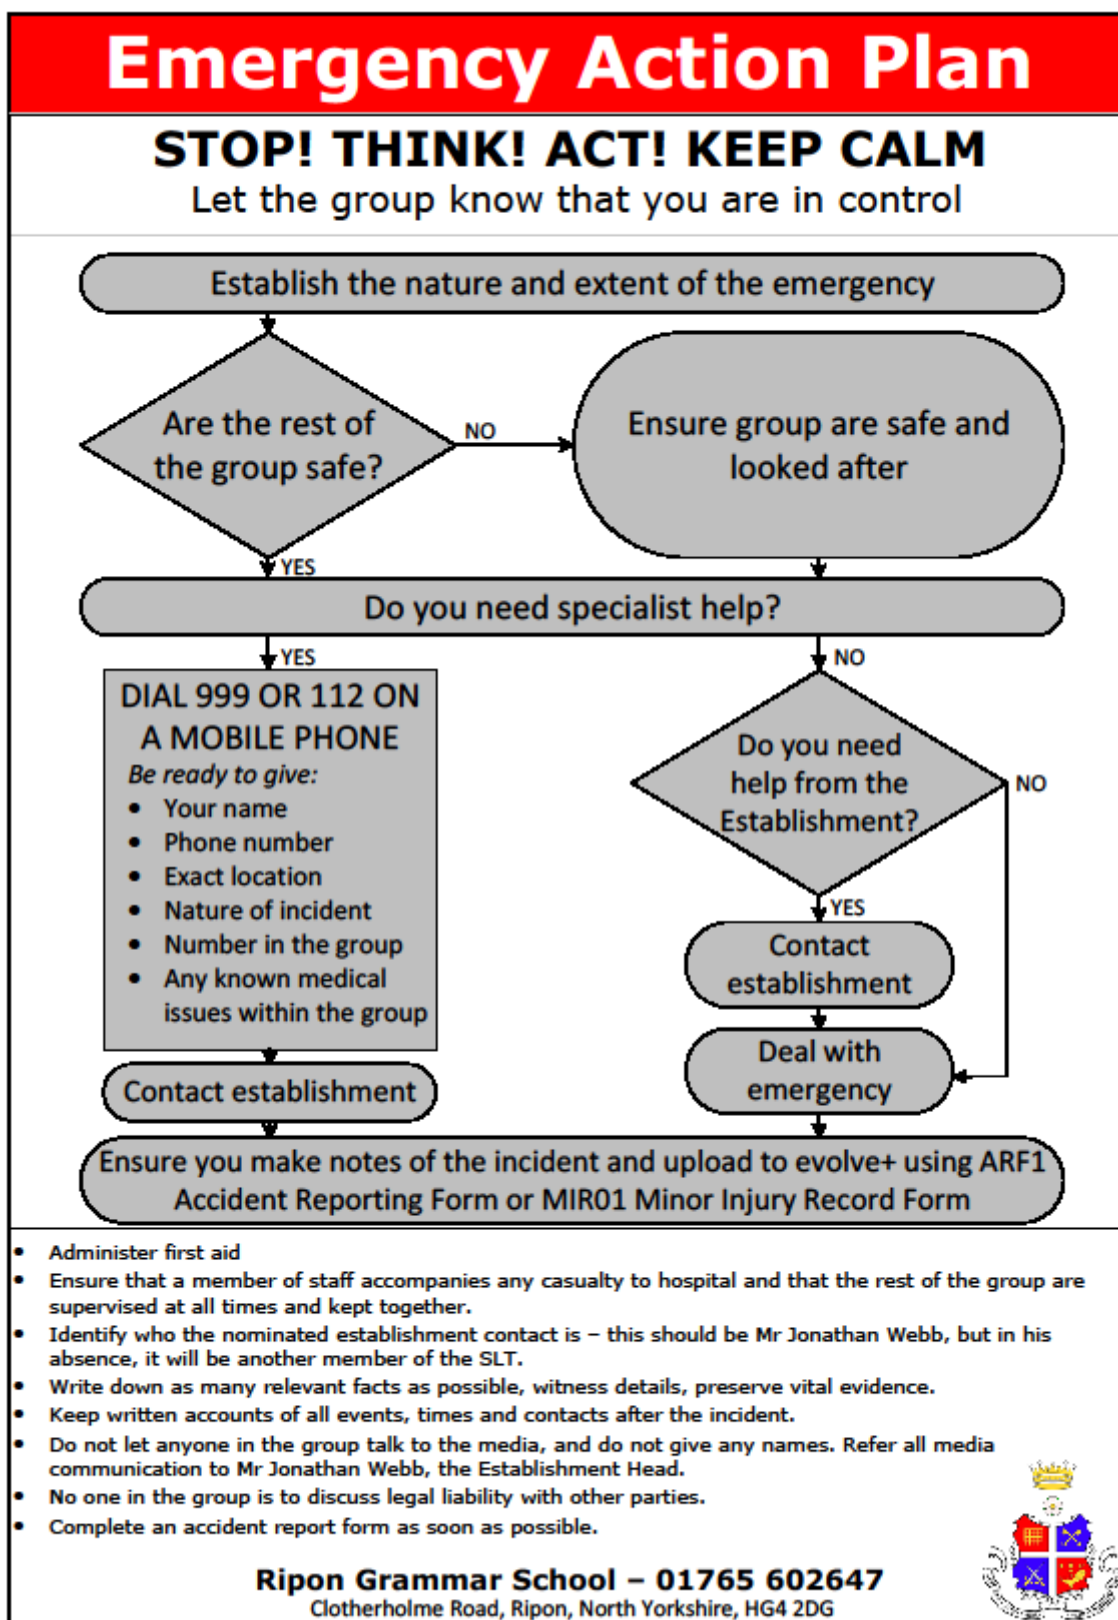 Emergency Action Plan
STOP! THINK! ACT! KEEP CALM
Let the group know that you are in control
Establish the nature and extent of the emergency
Are the rest of
the group safe?
NO
Ensure group are safe and
looked after
YES
Do you need specialist help?
YES
NO
DIAL 999 OR 112 ON
A MOBILE PHONE
Be ready to give:
• Your name
• Phone number
• Exact location
• Nature of incident
• Number in the group
• Any known medical
issues within the group
Contact establishment
Do you need
help from the
Establishment?
NO
YES
Contact
establishment
Deal with
emergency
Ensure you make notes of the incident and upload to evolve+ using ARF1
Accident Reporting Form or MIR01 Minor Injury Record Form
• Administer first aid
• Ensure that a member of staff accompanies any casualty to hospital and that the rest of the group are
supervised at all times and kept together.
• Identify who the nominated establishment contact is – this should be Mr Jonathan Webb, but in his
absence, it will be another member of the SLT.
• Write down as many relevant facts as possible, witness details, preserve vital evidence.
• Keep written accounts of all events, times and contacts after the incident.
• Do not let anyone in the group talk to the media, and do not give any names. Refer all media
communication to Mr Jonathan Webb, the Establishment Head.
• No one in the group is to discuss legal liability with other parties.
• Complete an accident report form as soon as possible.
Ripon Grammar School – 01765 602647
Clotherholme Road, Ripon, North Yorkshire, HG4 2DG